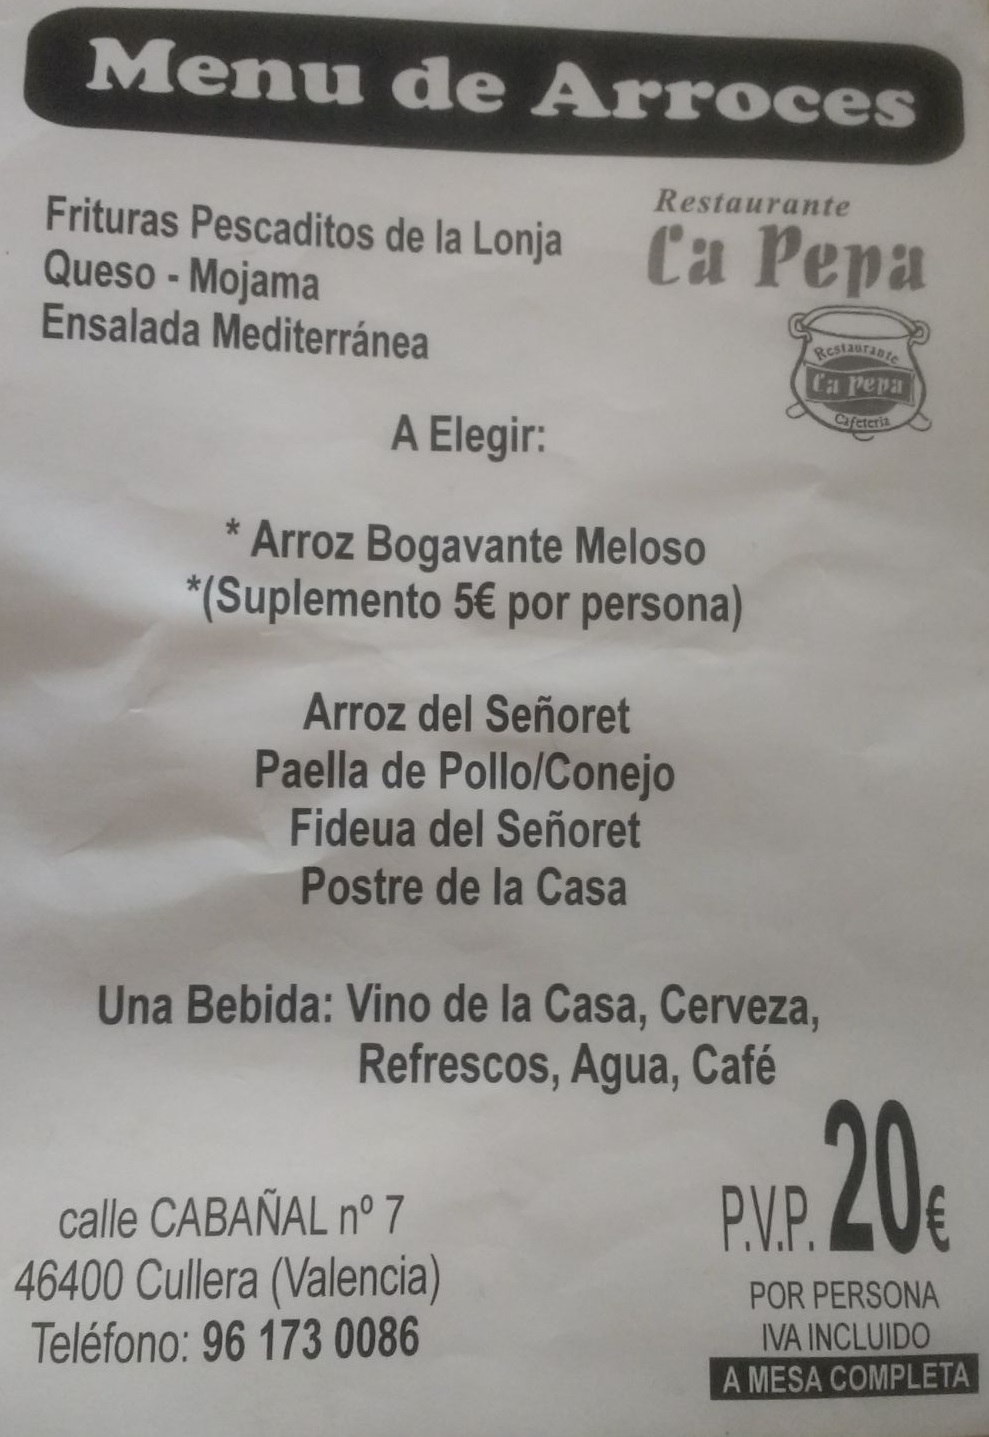 Menu de Arroces
Restaurante
Ca Pepa
Frituras Pescaditos de la Lonja
Queso - Mojama
Ensalada Mediterránea
Restaurante
Ca Pepa
Cafeteria
A Elegir:
* Arroz Bogavante Meloso
*(Suplemento 5€ por persona)
Arroz del Señoret
Paella de Pollo/Conejo
Fideua del Señoret
Postre de la Casa
Una Bebida: Vino de la Casa, Cerveza,
Refrescos, Agua, Café
calle CABAÑAL nº 7
46400 Cullera (Valencia)
Teléfono: 96 173 0086
P.V.P. 20€
POR PERSONA
IVA INCLUIDO
A MESA COMPLETA